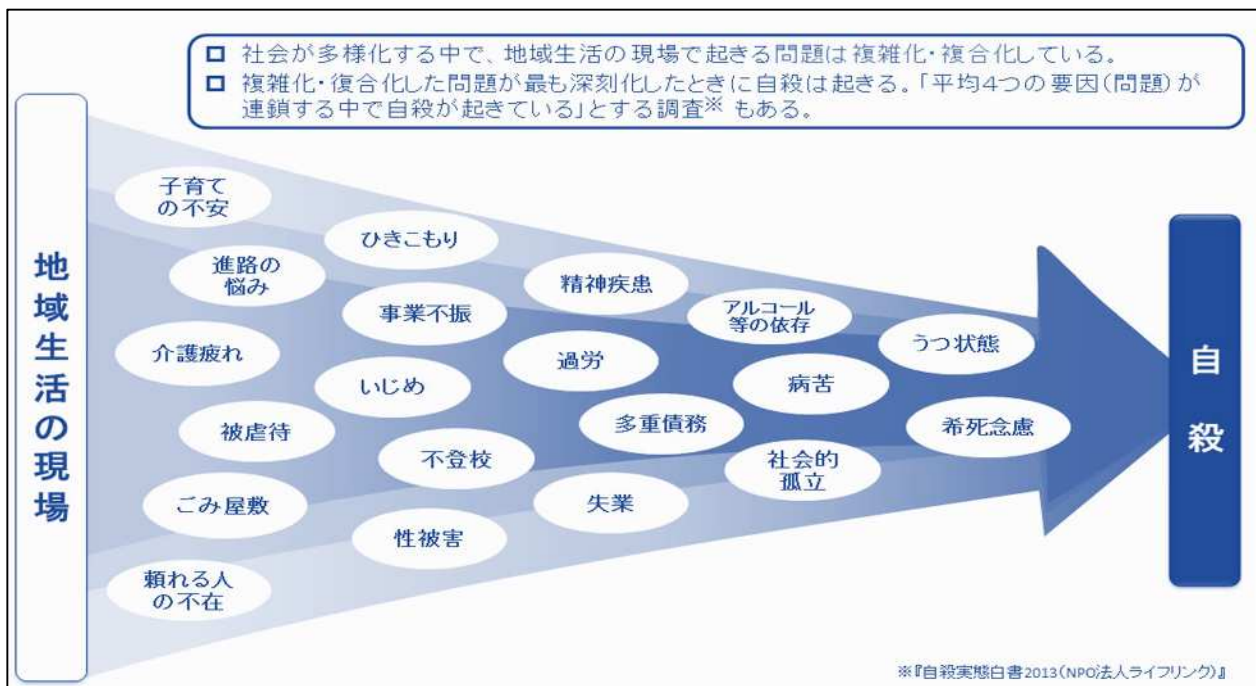 □ 社会が多様化する中で、地域生活の現場で起きる問題は複雑化・複合化している。
□ 複雑化・復合化した問題が最も深刻化したときに自殺は起きる。「平均4つの要因(問題)が
連鎖する中で自殺が起きている」とする調査※ もある。
地域生活の現場
子育て
の不安
ひきこもり
進路の
悩み
精神疾患
事業不振
アルコール
等の依存
うつ状態
介護疲れ
過労
いじめ
病苦
被虐待
多重債務
希死念慮
不登校
社会的
孤立
ごみ屋敷
失業
性被害
頼れる人
の不在
自殺
※『自殺実態白書2013(NPO法人ライフリンク)』